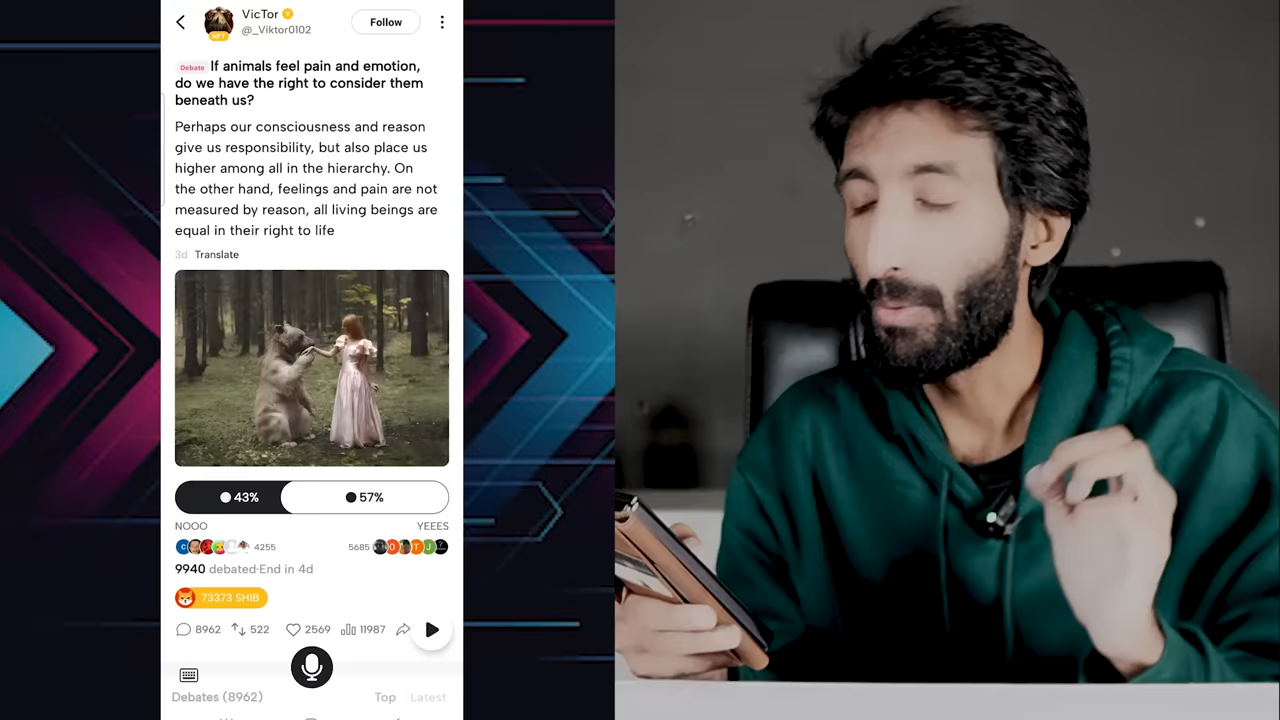 VicTor
@_Viktor0102
NFT
Follow
Debate If animals feel pain and emotion,
do we have the right to consider them
beneath us?
Perhaps our consciousness and reason
give us responsibility, but also place us
higher among all in the hierarchy. On
the other hand, feelings and pain are not
measured by reason, all living beings are
equal in their right to life
3d Translate
43% 57%
NOOO YEEES
4255 5685
9940 debated·End in 4d
73373 SHIB
8962 522 2569 11987
Debates (8962) Top Latest